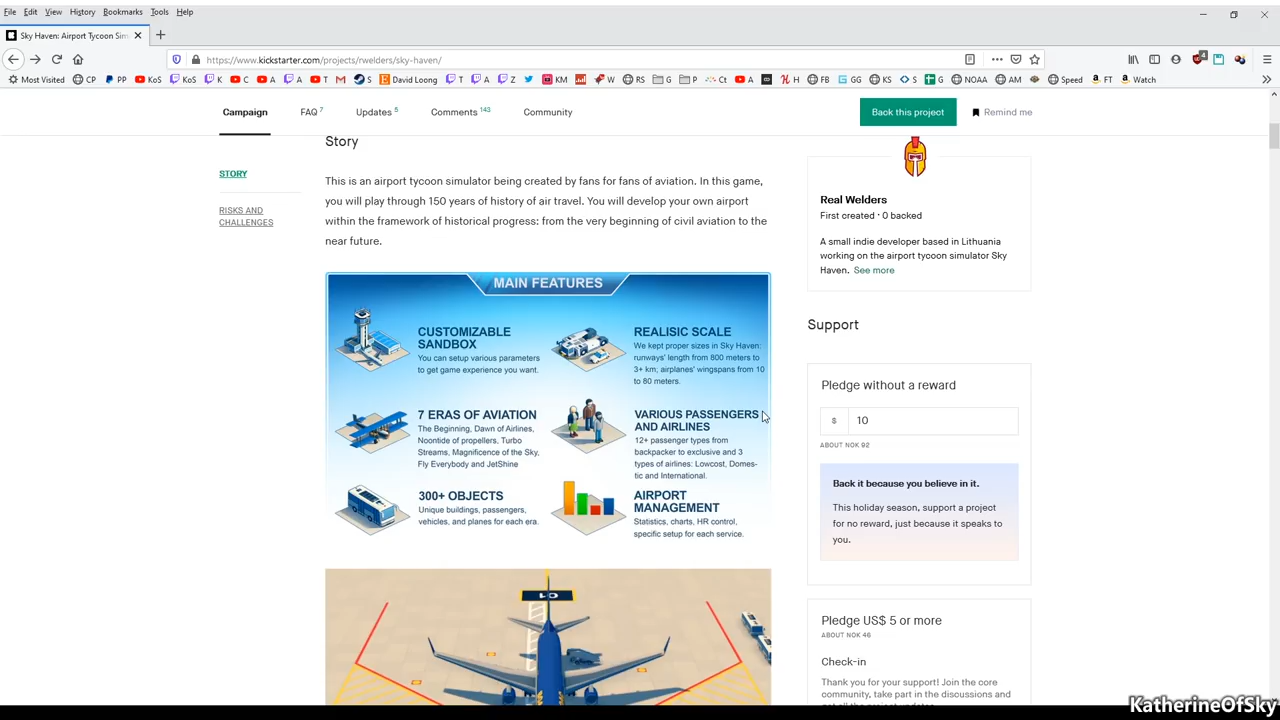 File Edit View History Bookmarks Tools Help
Sky Haven: Airport Tycoon Sim
https://www.kickstarter.com/projects/rwelders/sky-haven/
Most Visited CP PP KoS KoS K C A A T M S David Loong T A Z KM W RS G P Ct A H FB GG KS S G NOAA AM Speed FT Watch
Campaign FAQ 7 Updates 5 Comments 143 Community Back this project Remind me
Story
STORY
RISKS AND
CHALLENGES
This is an airport tycoon simulator being created by fans for fans of aviation. In this game,
you will play through 150 years of history of air travel. You will develop your own airport
within the framework of historical progress: from the very beginning of civil aviation to the
near future.
MAIN FEATURES
CUSTOMIZABLE
SANDBOX
You can setup various parameters
to get game experience you want.
REALISIC SCALE
We kept proper sizes in Sky Haven:
runways' length from 800 meters to
3+ km; airplanes' wingspans from 10
to 80 meters.
7 ERAS OF AVIATION
The Beginning, Dawn of Airlines,
Noontide of propellers, Turbo
Streams, Magnificence of the Sky,
Fly Everybody and JetShine
VARIOUS PASSENGERS
AND AIRLINES
12+ passenger types from
backpacker to exclusive and 3
types of airlines: Lowcost, Domes-
tic and International.
300+ OBJECTS
Unique buildings, passengers,
vehicles, and planes for each era.
AIRPORT
MANAGEMENT
Statistics, charts, HR control,
specific setup for each service.
Real Welders
First created · 0 backed
A small indie developer based in Lithuania
working on the airport tycoon simulator Sky
Haven. See more
Support
Pledge without a reward
$ 10
ABOUT NOK 92
Back it because you believe in it.
This holiday season, support a project
for no reward, just because it speaks to
you.
Pledge US$ 5 or more
ABOUT NOK 46
Check-in
Thank you for your support! Join the core
community, take part in the discussions and
get all the project updates
KatherineOfSky